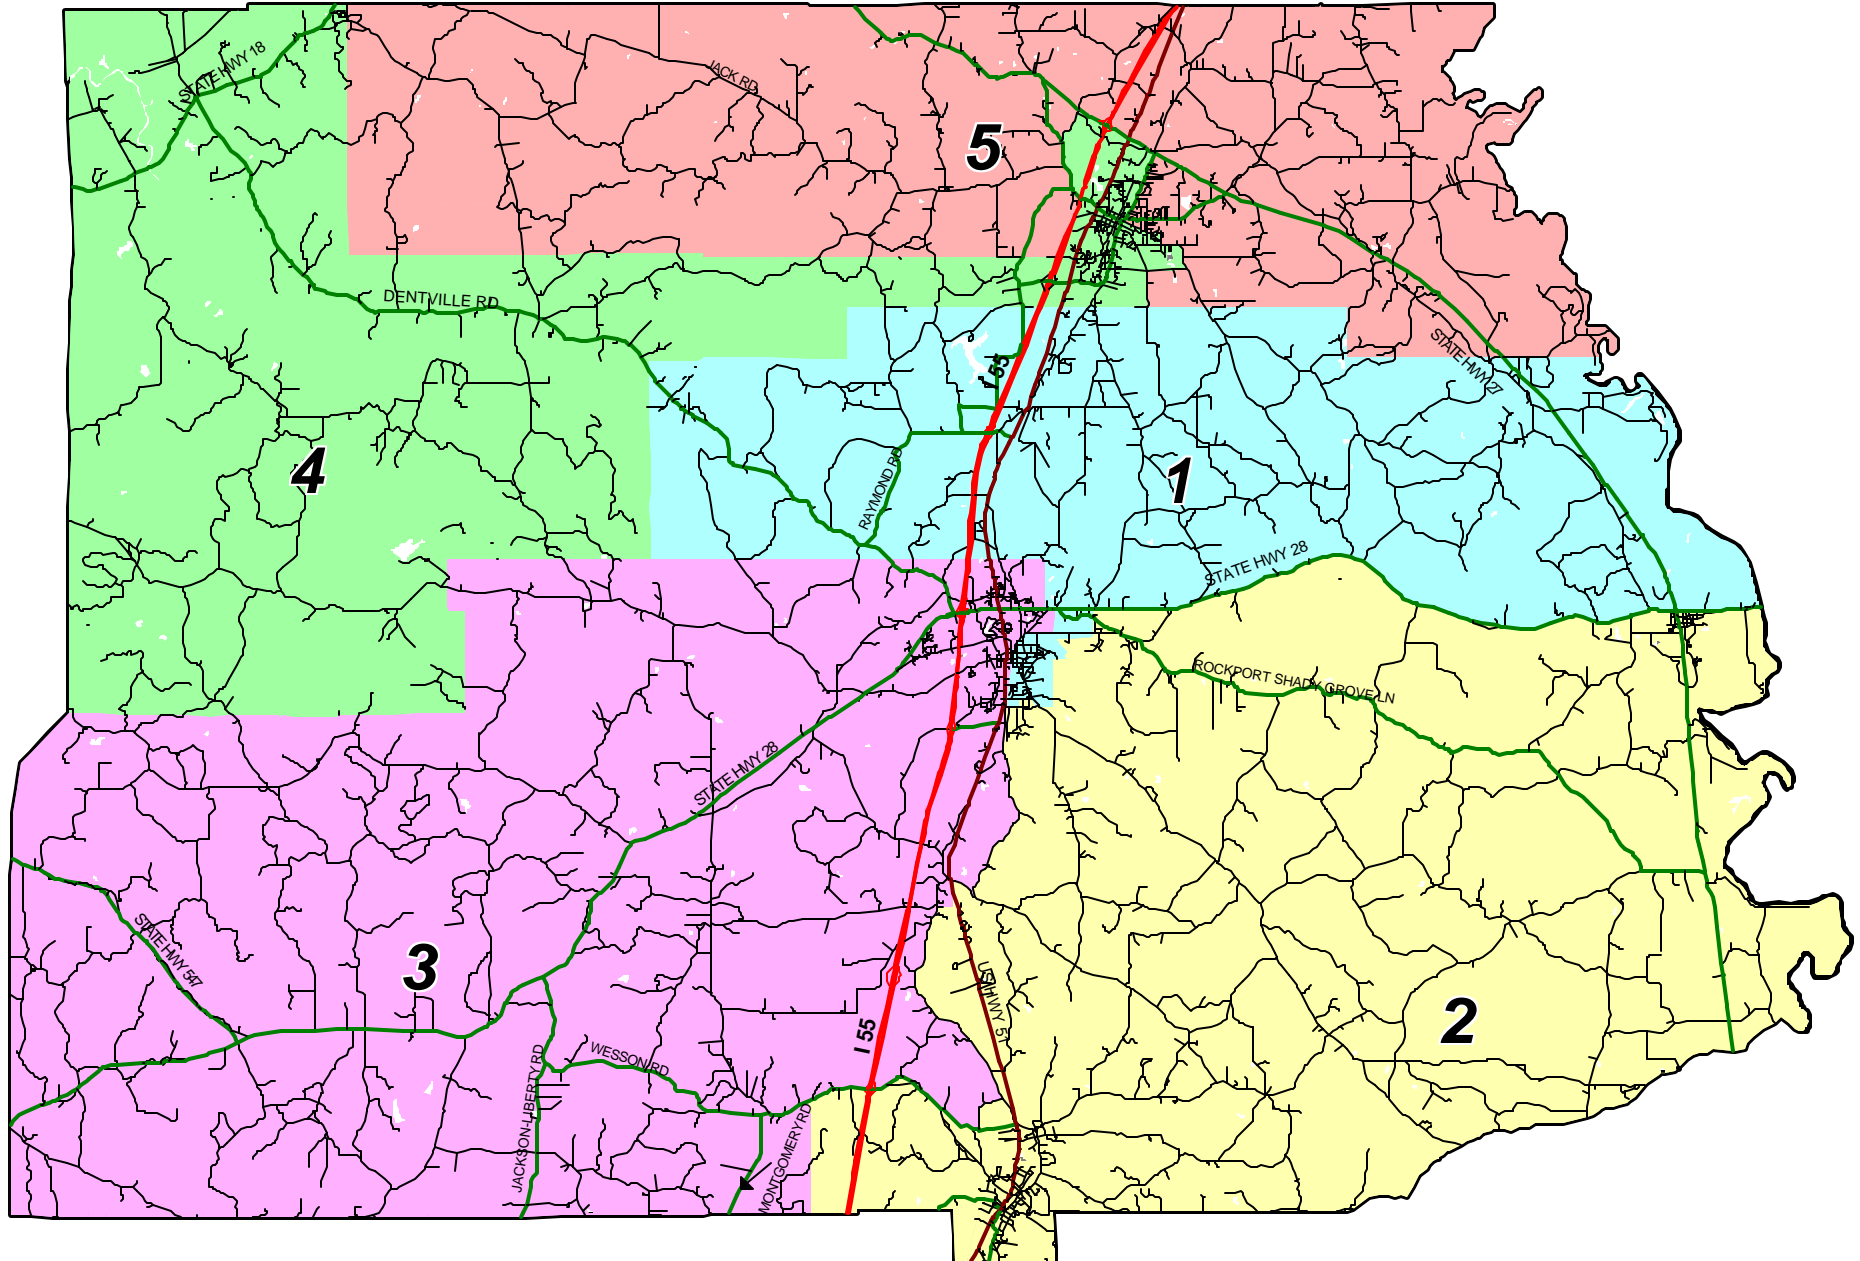 STATE HWY 18
JACK RD
5
DENTVILLE RD
I 55
STATE HWY 27
4
RAYMOND RD
1
STATE HWY 28
ROCKPORT SHADY GROVE LN
STATE HWY 28
STATE HWY 547
3
US HWY 51
2
I 55
WESSON RD
JACKSON-LIBERTY RD
MONTGOMERY RD